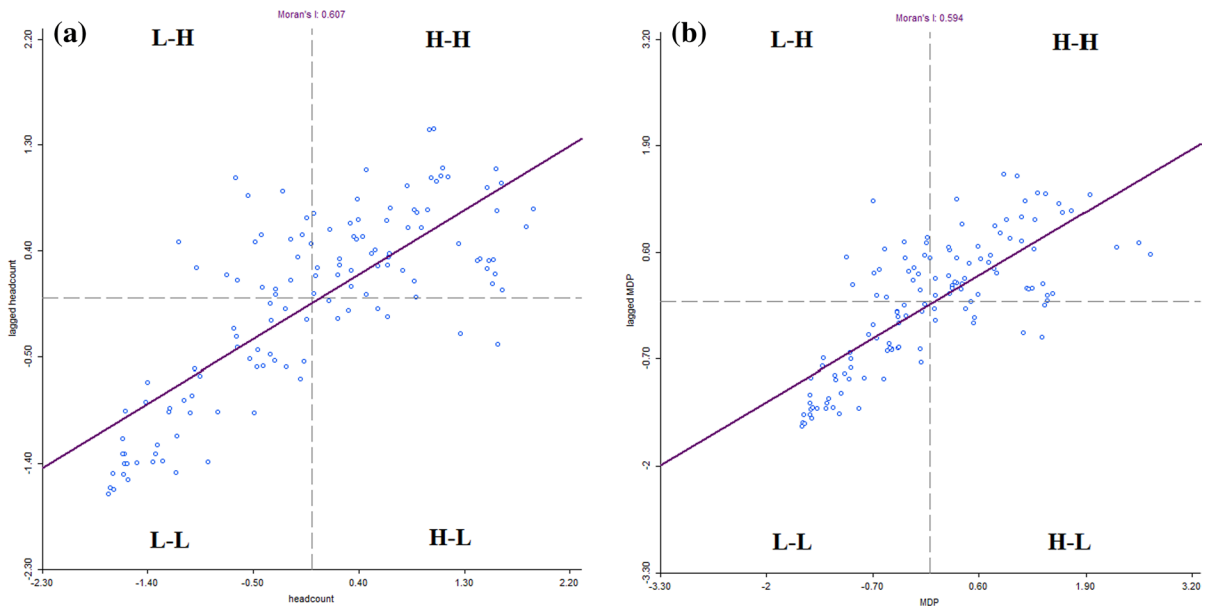 Moran's I: 0.607
(a)
L-H
H-H
2.20
1.30
0.40
-0.50
-1.40
-2.30
lagged headcount
L-L
H-L
-2.30
-1.40
-0.50
0.40
1.30
2.20
headcount
Moran's I: 0.594
(b)
L-H
H-H
3.20
1.90
0.60
-0.70
-2
-3.30
lagged MDP
L-L
H-L
-3.30
-2
-0.70
0.60
1.90
3.20
MDP